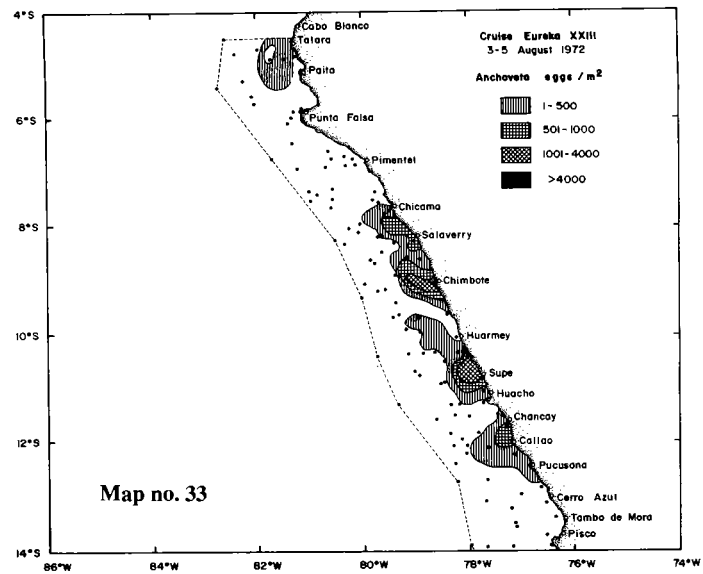 4°S
6°S
8°S
10°S
12°S
14°S
86°W
84°W
82°W
80°W
78°W
76°W
74°W
Cabo Blanco
Talara
Paita
Punta Falsa
Pimentel
Chicama
Salaverry
Chimbote
Huarmey
Supe
Huacho
Chancay
Callao
Pucusana
Cerro Azul
Tambo de Mora
Pisco
Cruise Eureka XXIII
3-5 August 1972
Anchoveta eggs /m²
1-500
501-1000
1001-4000
>4000
Map no. 33